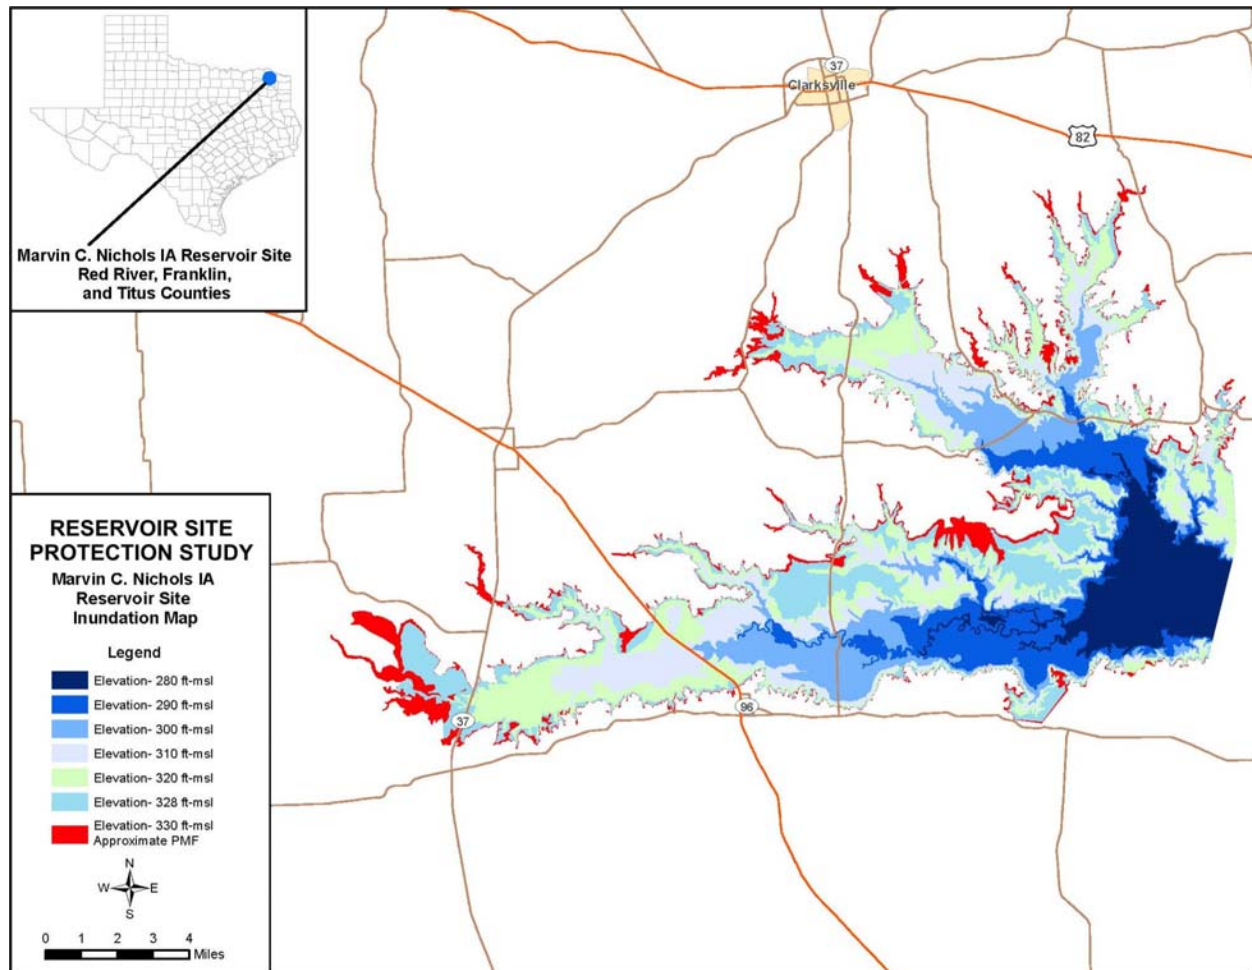 Marvin C. Nichols IA Reservoir Site
Red River, Franklin,
and Titus Counties
37
Clarksville
82
RESERVOIR SITE
PROTECTION STUDY
Marvin C. Nichols IA
Reservoir Site
Inundation Map
Legend
Elevation- 280 ft-msl
Elevation- 290 ft-msl
Elevation- 300 ft-msl
Elevation- 310 ft-msl
Elevation- 320 ft-msl
Elevation- 328 ft-msl
Elevation- 330 ft-msl
Approximate PMF
N
W E
S
0 1 2 3 4
Miles
37
96